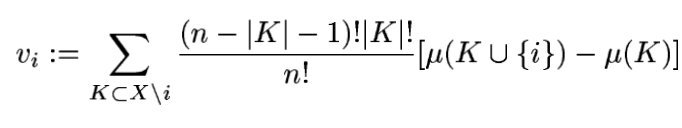 v_i := \sum_{K \subset X \setminus i} \frac{(n - |K| - 1)!|K|!}{n!} [\mu(K \cup \{i\}) - \mu(K)]